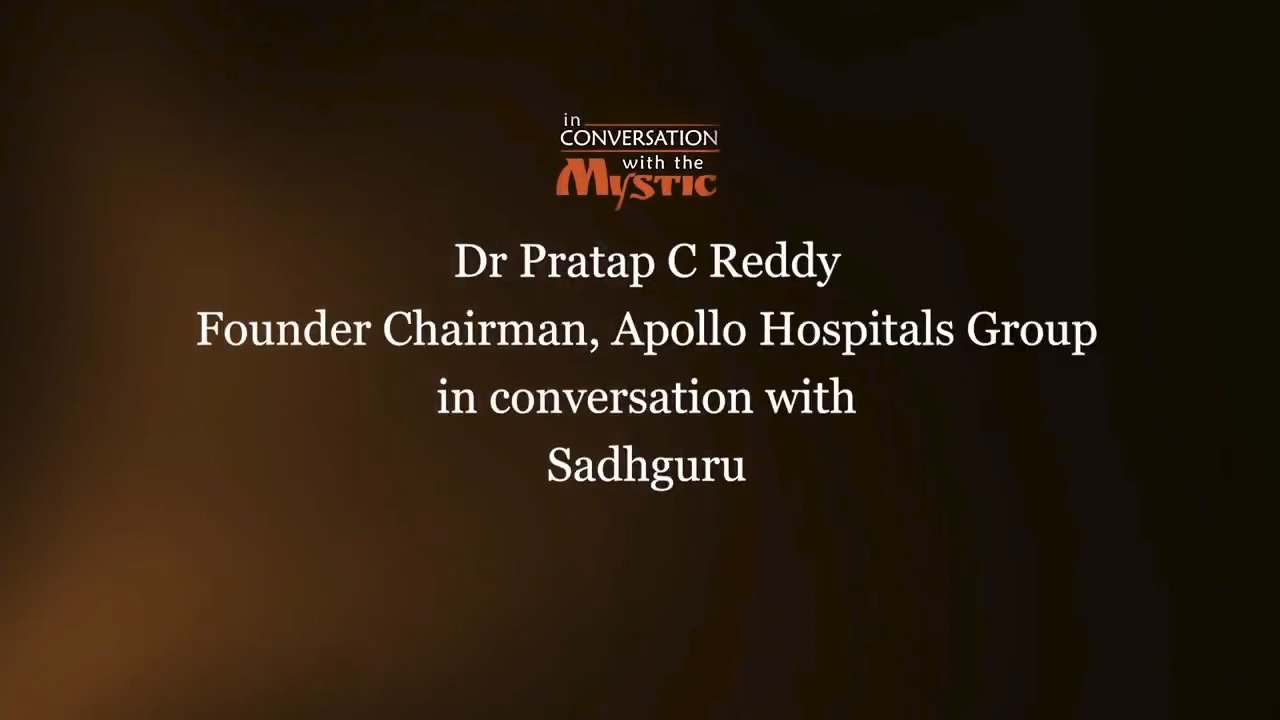 in
CONVERSATION
with the
Mystic
Dr Pratap C Reddy
Founder Chairman, Apollo Hospitals Group
in conversation with
Sadhguru